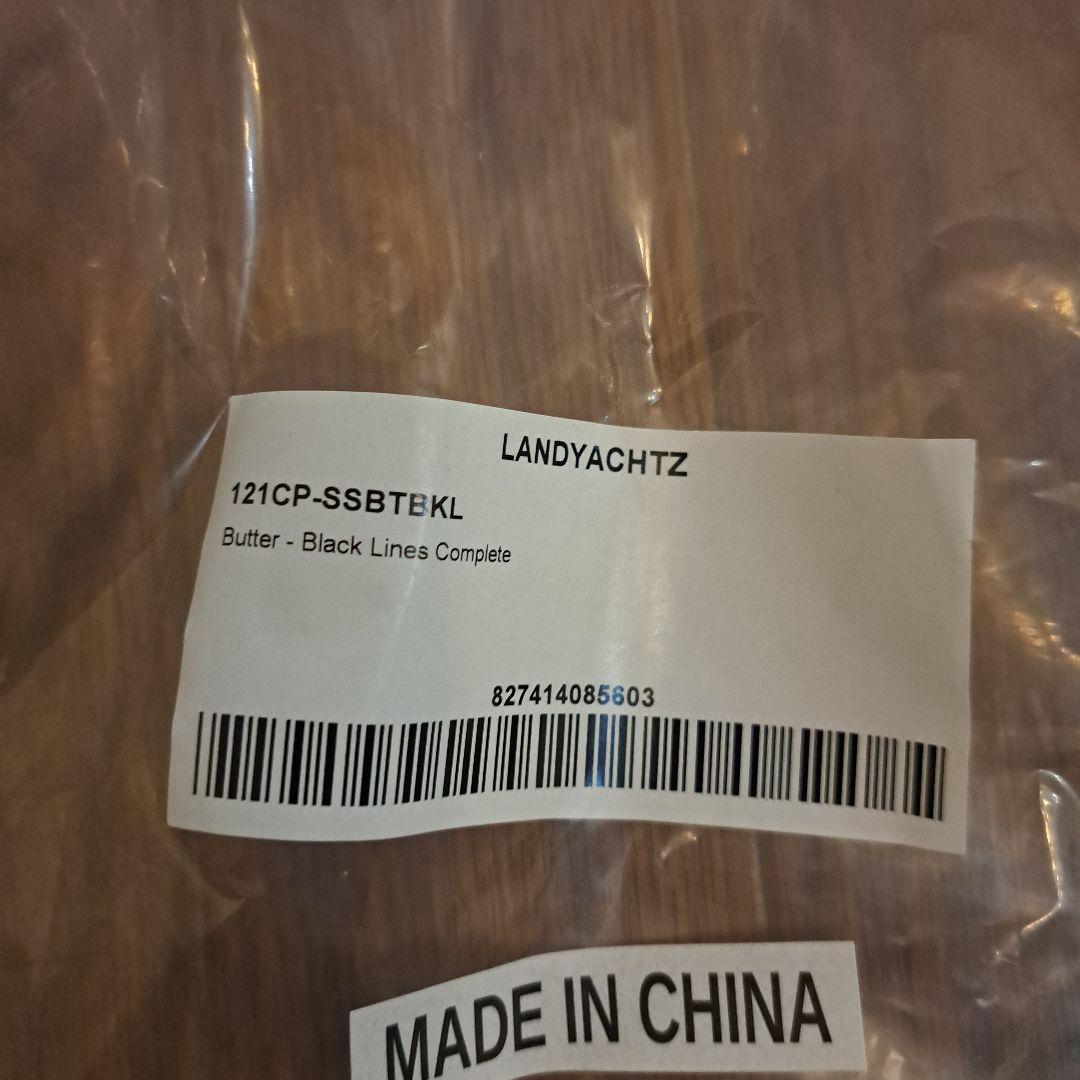 LANDYACHTZ
121CP-SSBTBKL
Butter - Black Lines Complete
827414085603
MADE IN CHINA